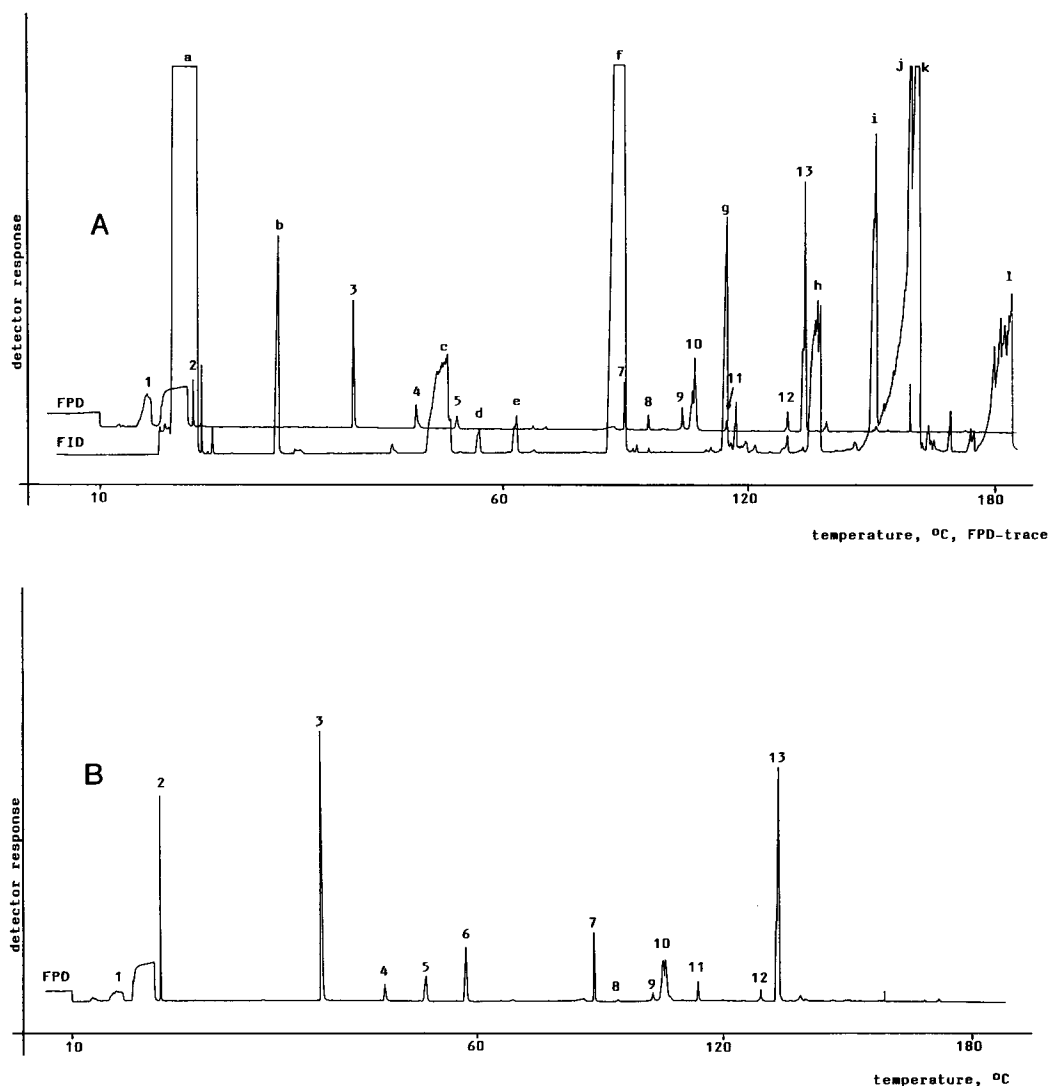 a
j
k
f
i
13
g
A
b
l
h
3
c
10
7
1
2
4
5
d
e
8
9
11
12
FPD
FID
detector response
10
60
120
180
temperature, °C, FPD-trace
3
B
2
13
6
7
10
FPD
1
4
5
8
9
11
12
detector response
10
60
120
180
temperature, °C